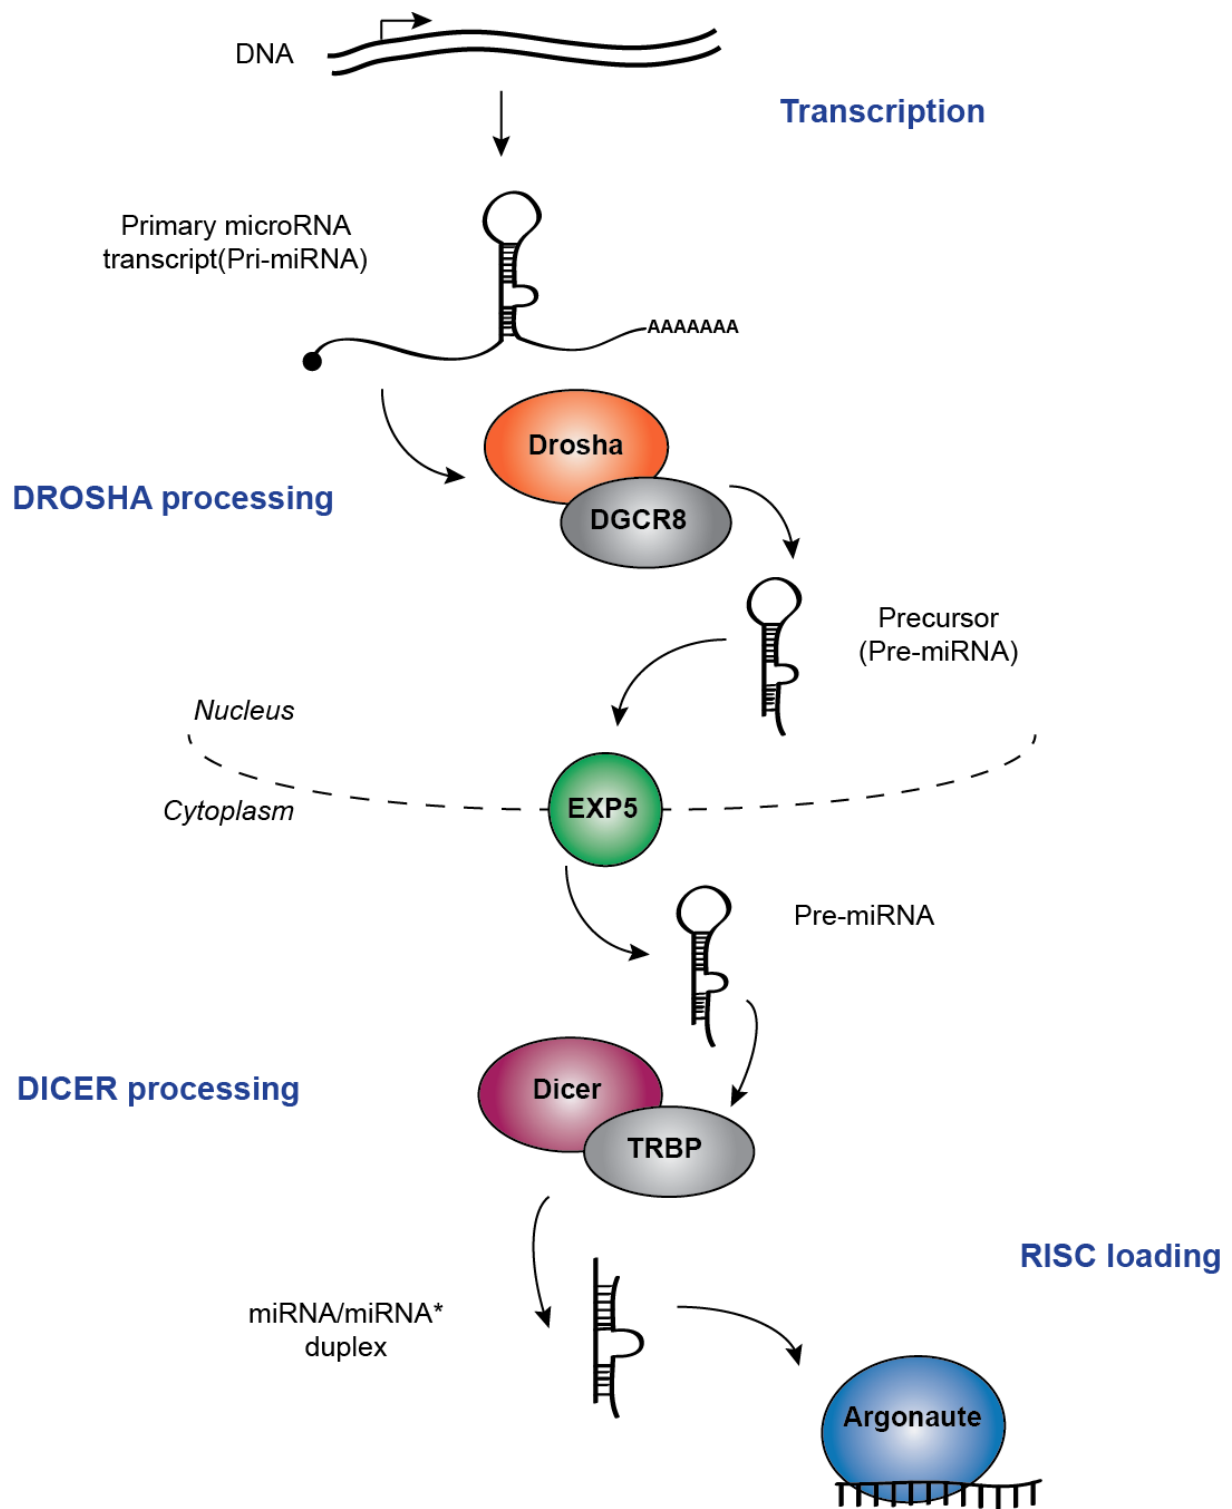 DNA
Transcription
Primary microRNA
transcript(Pri-miRNA)
AAAAAAA
Drosha
DROSHA processing
DGCR8
Precursor
(Pre-miRNA)
Nucleus
Cytoplasm
EXP5
Pre-miRNA
DICER processing
Dicer
TRBP
RISC loading
miRNA/miRNA*
duplex
Argonaute